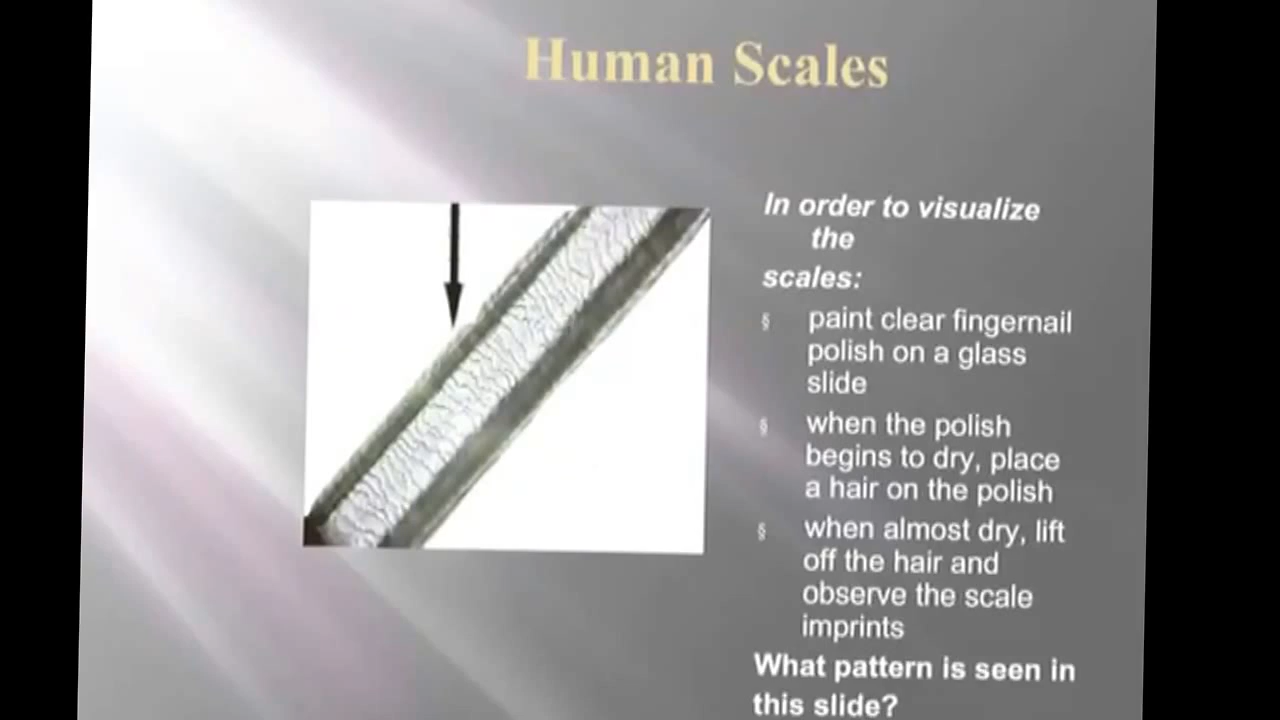 Human Scales
In order to visualize
the
scales:
§ paint clear fingernail
polish on a glass
slide
§ when the polish
begins to dry, place
a hair on the polish
§ when almost dry, lift
off the hair and
observe the scale
imprints
What pattern is seen in
this slide?